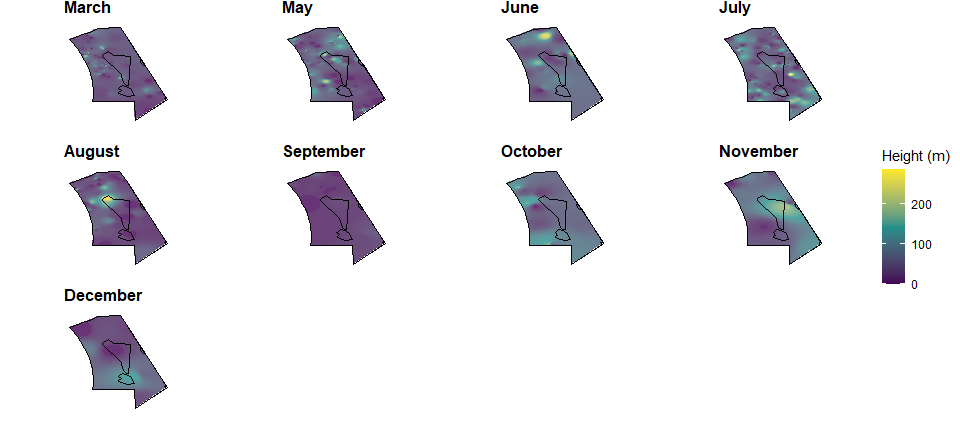 March
May
June
July
August
September
October
November
Height (m)
200
100
0
December